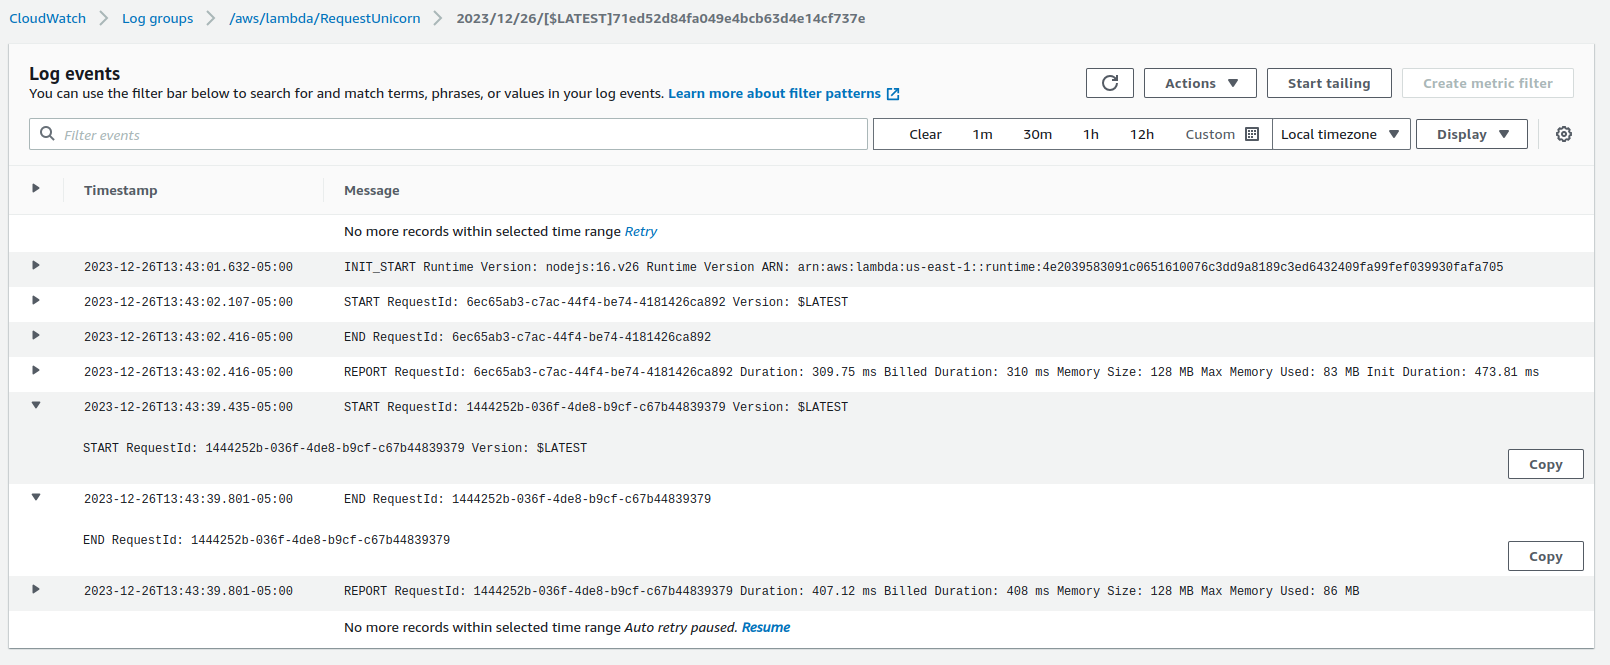 CloudWatch > Log groups > /aws/lambda/RequestUnicorn > 2023/12/26/[$LATEST]71ed52d84fa049e4bcb63d4e14cf737e
Log events
You can use the filter bar below to search for and match terms, phrases, or values in your log events. Learn more about filter patterns
Actions Start tailing Create metric filter
Filter events
Clear 1m 30m 1h 12h Custom Local timezone Display
Timestamp Message
No more records within selected time range Retry
2023-12-26T13:43:01.632-05:00 INIT_START Runtime Version: nodejs:16.v26 Runtime Version ARN: arn:aws:lambda:us-east-1::runtime:4e2039583091c0651610076c3dd9a8189c3ed6432409fa99fef039930fafa705
2023-12-26T13:43:02.107-05:00 START RequestId: 6ec65ab3-c7ac-44f4-be74-4181426ca892 Version: $LATEST
2023-12-26T13:43:02.416-05:00 END RequestId: 6ec65ab3-c7ac-44f4-be74-4181426ca892
2023-12-26T13:43:02.416-05:00 REPORT RequestId: 6ec65ab3-c7ac-44f4-be74-4181426ca892 Duration: 309.75 ms Billed Duration: 310 ms Memory Size: 128 MB Max Memory Used: 83 MB Init Duration: 473.81 ms
2023-12-26T13:43:39.435-05:00 START RequestId: 1444252b-036f-4de8-b9cf-c67b44839379 Version: $LATEST
START RequestId: 1444252b-036f-4de8-b9cf-c67b44839379 Version: $LATEST
Copy
2023-12-26T13:43:39.801-05:00 END RequestId: 1444252b-036f-4de8-b9cf-c67b44839379
END RequestId: 1444252b-036f-4de8-b9cf-c67b44839379
Copy
2023-12-26T13:43:39.801-05:00 REPORT RequestId: 1444252b-036f-4de8-b9cf-c67b44839379 Duration: 407.12 ms Billed Duration: 408 ms Memory Size: 128 MB Max Memory Used: 86 MB
No more records within selected time range Auto retry paused. Resume